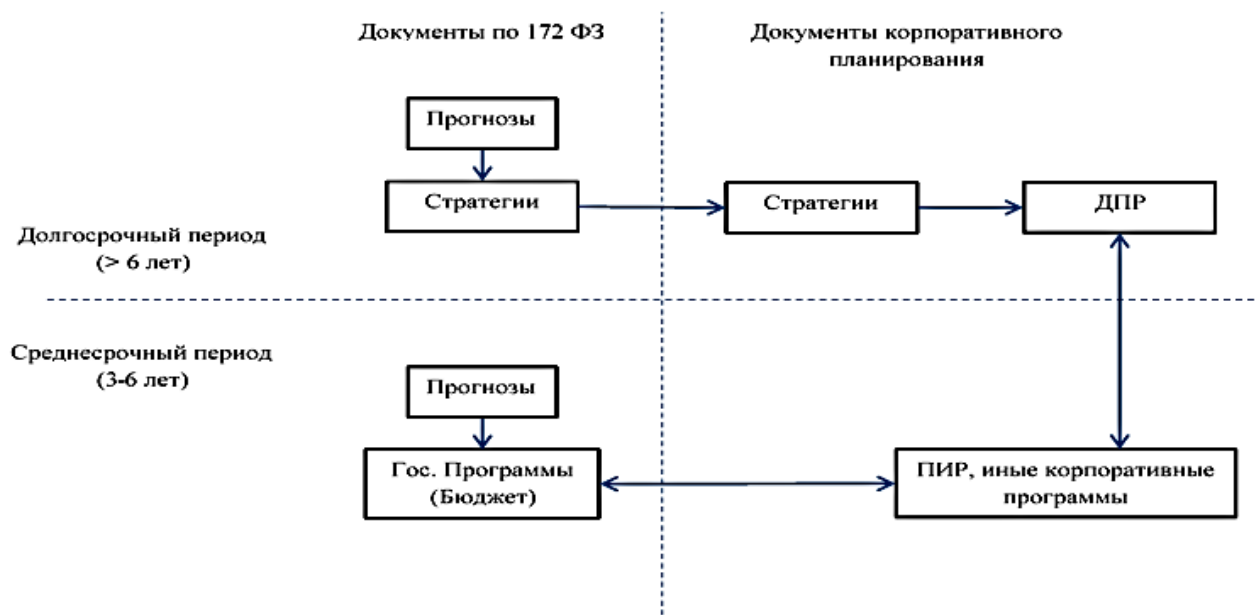 Документы по 172 ФЗ
Документы корпоративного
планирования
Прогнозы
Стратегии
Стратегии
ДПР
Долгосрочный период
(> 6 лет)
Среднесрочный период
(3-6 лет)
Прогнозы
Гос. Программы
(Бюджет)
ПИР, иные корпоративные
программы